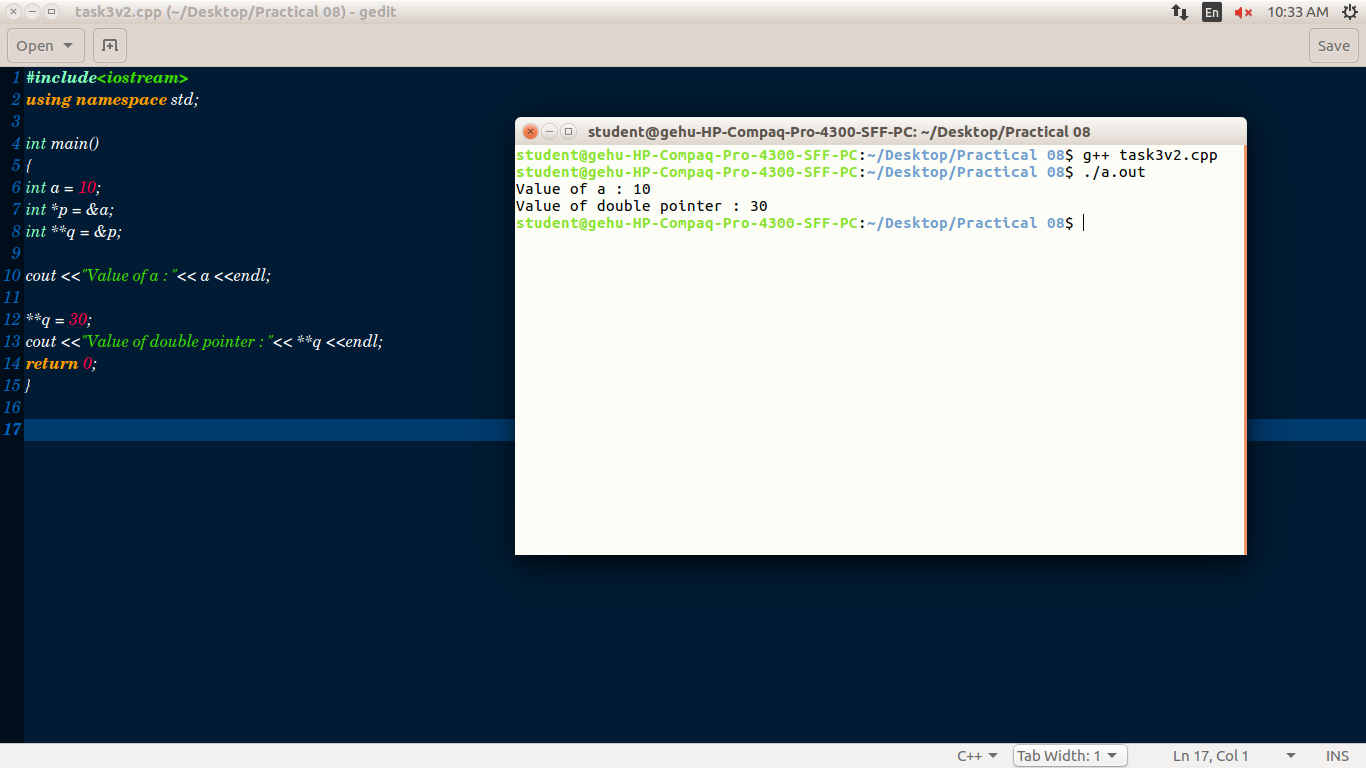 task3v2.cpp (~/Desktop/Practical 08) - gedit
En
10:33 AM
Open
Save
1 #include<iostream>
2 using namespace std;
3
4 int main()
5 {
6 int a = 10;
7 int *p = &a;
8 int **q = &p;
9
10 cout <<"Value of a : "<< a <<endl;
11
12 **q = 30;
13 cout <<"Value of double pointer : "<< **q <<endl;
14 return 0;
15 }
16
17
student@gehu-HP-Compaq-Pro-4300-SFF-PC: ~/Desktop/Practical 08
student@gehu-HP-Compaq-Pro-4300-SFF-PC:~/Desktop/Practical 08$ g++ task3v2.cpp
student@gehu-HP-Compaq-Pro-4300-SFF-PC:~/Desktop/Practical 08$ ./a.out
Value of a : 10
Value of double pointer : 30
student@gehu-HP-Compaq-Pro-4300-SFF-PC:~/Desktop/Practical 08$
C++
Tab Width: 1
Ln 17, Col 1
INS